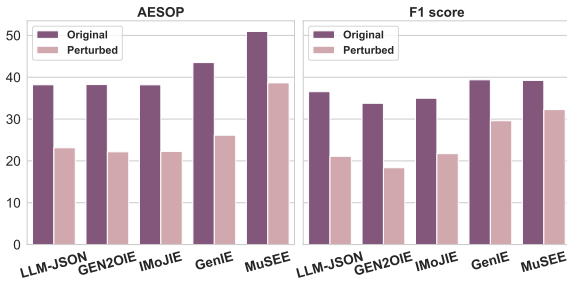 AESOP
F1 score
Original
Perturbed
Original
Perturbed
50
40
30
20
10
0
LLM-JSON
GEN2OIE
IMoJIE
GenIE
MuSEE
LLM-JSON
GEN2OIE
IMoJIE
GenIE
MuSEE